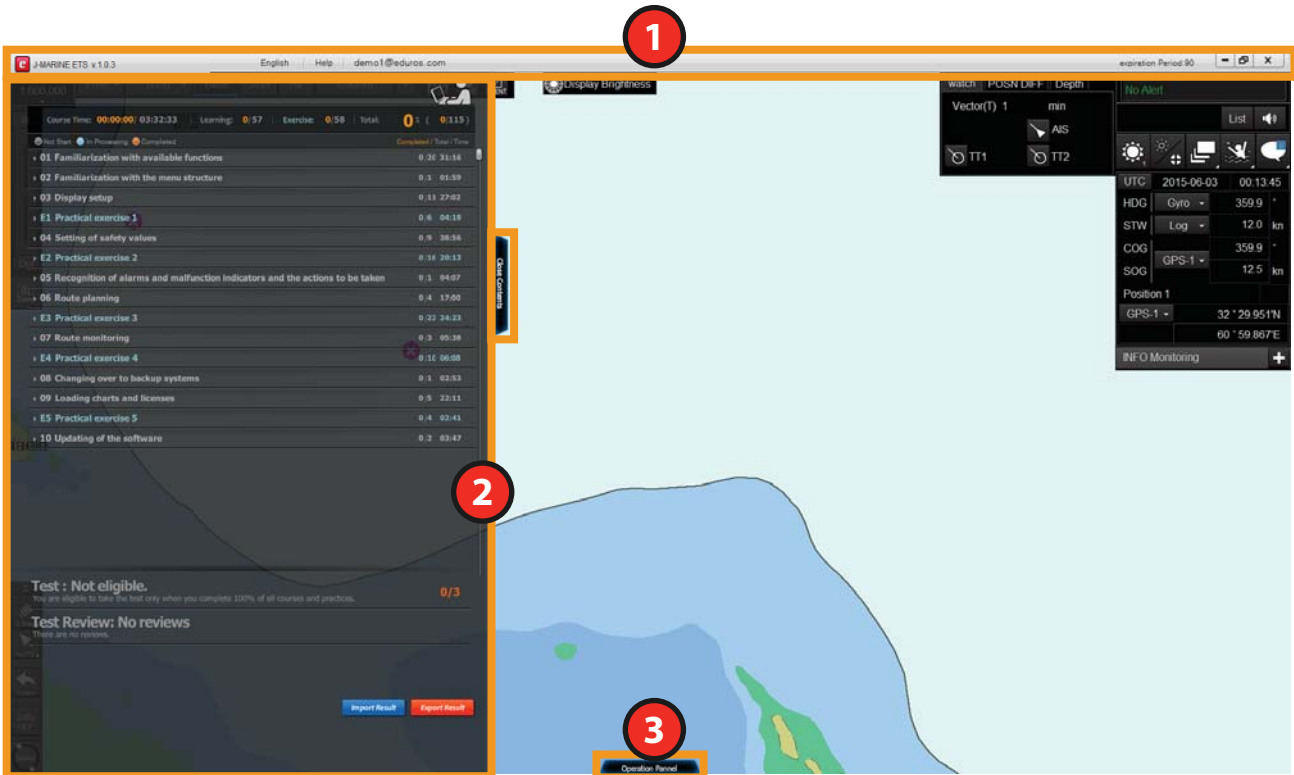 1
J-MARINE ETS v.1.0.3 English Help demo1@eduros.com expiration Period:90
Display Brightness
Watch POSN DIFF Depth
Vector(T) 1 min
AIS
TT1 TT2
No Alert
List
UTC 2015-06-03 00:13:45
HDG Gyro 359.9 °
STW Log 12.0 kn
COG 359.9 °
GPS-1
SOG 12.5 kn
Position 1
GPS-1 32 ° 29.951'N
60 ° 59.867'E
INFO Monitoring
Course Time: 00:00:00/ 03:32:33 Learning: 0/57 Exercise: 0/58 Total: 0% ( 0/115)
Not Start In Processing Completed Completed / Total / Time
01 Familiarization with available functions 31:16
02 Familiarization with the menu structure 0/1 01:59
03 Display setup 0/11 27:02
E1 Practical exercise 1 0/6 04:18
04 Setting of safety values 0/9 38:56
E2 Practical exercise 2 0/16 20:13
05 Recognition of alarms and malfunction indicators and the actions to be taken 0/1 04:07
06 Route planning 0/4 17:00
E3 Practical exercise 3 0/22 24:23
07 Route monitoring 0/3 05:38
E4 Practical exercise 4 0/10 06:08
08 Changing over to backup systems 0/1 02:53
09 Loading charts and licenses 0/5 22:11
E5 Practical exercise 5 0/4 02:41
10 Updating of the software 0/2 03:47
Close Contents
2
Test : Not eligible. 0/3
You are eligible to take the test only when you complete 100% of all courses and practices.
Test Review: No reviews
There are no reviews.
Import Result Export Result
3
Operation Pannel